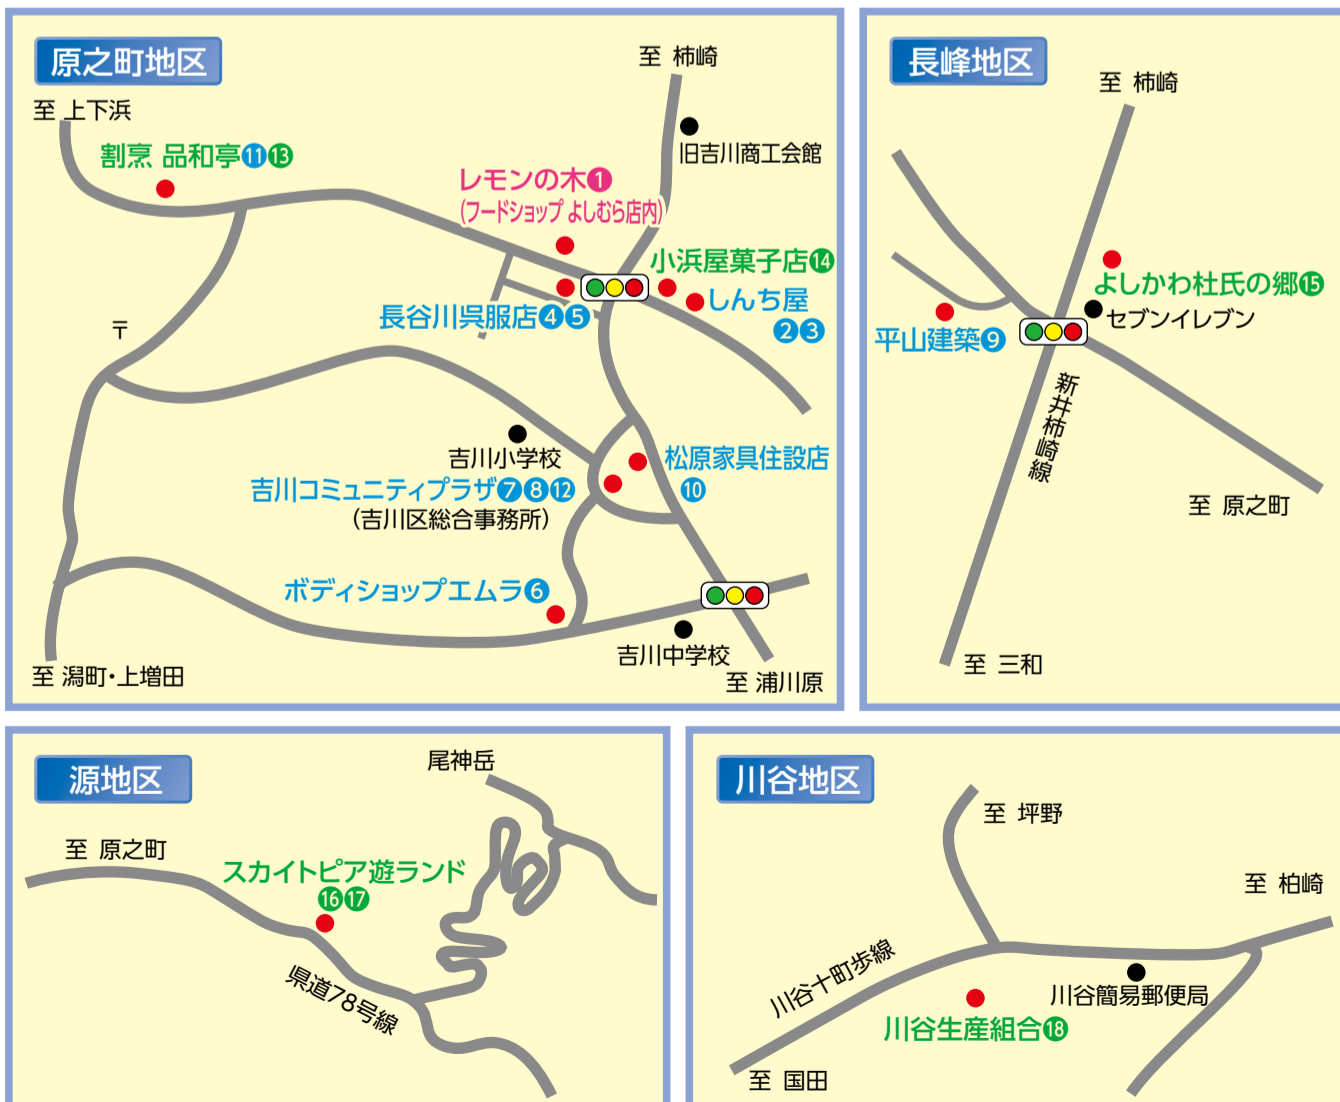 原之町地区
至 柿崎
至 上下浜
旧吉川商工会館
割烹 品和亭⑪⑬
レモンの木❶
(フードショップ よしむら店内)
小浜屋菓子店⑭
長谷川呉服店❹❺
しんち屋
❷❸
〒
吉川小学校
松原家具住設店
⑩
吉川コミュニティプラザ❼❽⑫
(吉川区総合事務所)
ボディショップエムラ❻
吉川中学校
至 潟町・上増田
至 浦川原
長峰地区
至 柿崎
よしかわ杜氏の郷⑮
セブンイレブン
平山建築❾
新井柿崎線
至 原之町
至 三和
源地区
尾神岳
至 原之町
スカイトピア遊ランド
⑯⑰
県道78号線
川谷地区
至 坪野
至 柏崎
川谷十町歩線
川谷簡易郵便局
川谷生産組合⑱
至 国田